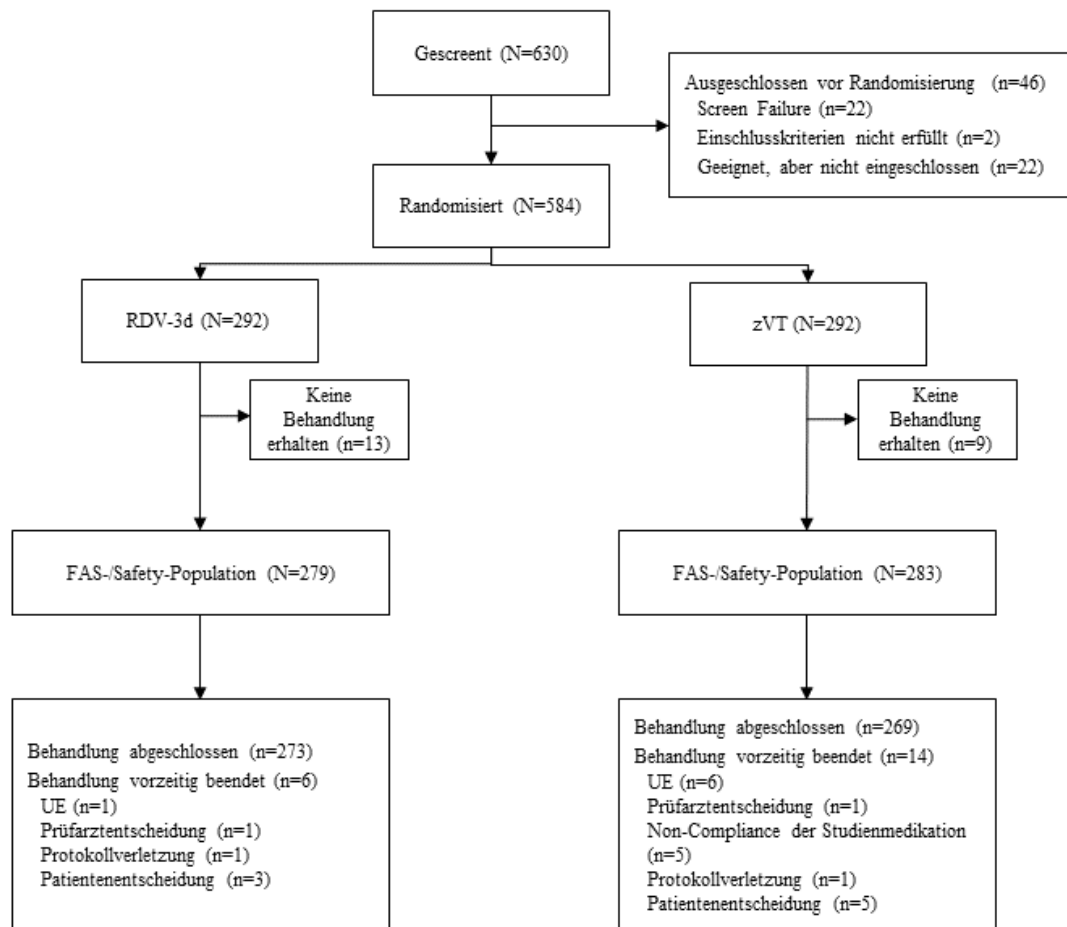 Gescreent (N=630)
Ausgeschlossen vor Randomisierung (n=46)
Screen Failure (n=22)
Einschlusskriterien nicht erfüllt (n=2)
Geeignet, aber nicht eingeschlossen (n=22)
Randomisiert (N=584)
RDV-3d (N=292)
zVT (N=292)
Keine
Behandlung
erhalten (n=13)
Keine
Behandlung
erhalten (n=9)
FAS-/Safety-Population (N=279)
FAS-/Safety-Population (N=283)
Behandlung abgeschlossen (n=273)
Behandlung vorzeitig beendet (n=6)
UE (n=1)
Prüfarztentscheidung (n=1)
Protokollverletzung (n=1)
Patientenentscheidung (n=3)
Behandlung abgeschlossen (n=269)
Behandlung vorzeitig beendet (n=14)
UE (n=6)
Prüfarztentscheidung (n=1)
Non-Compliance der Studienmedikation
(n=5)
Protokollverletzung (n=1)
Patientenentscheidung (n=5)